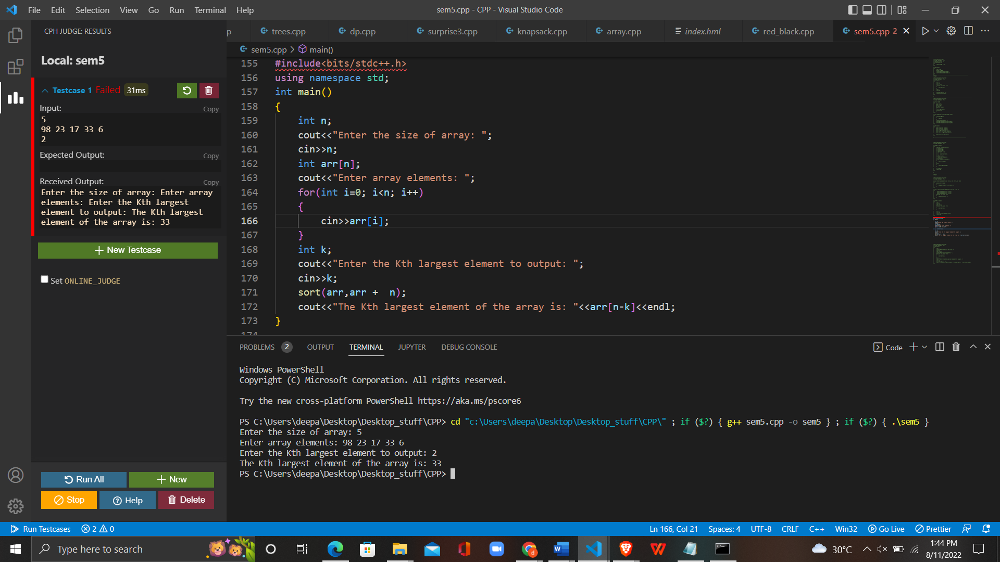 File Edit Selection View Go Run Terminal Help
sem5.cpp - CPP - Visual Studio Code
CPH JUDGE: RESULTS
p
trees.cpp
dp.cpp
surprise3.cpp
knapsack.cpp
array.cpp
index.hml
red_black.cpp
sem5.cpp 2
Local: sem5
Testcase 1 Failed 31ms
Input:
Copy
5
98 23 17 33 6
2
Expected Output:
Copy
Received Output:
Copy
Enter the size of array: Enter array
elements: Enter the Kth largest
element to output: The Kth largest
element of the array is: 33
New Testcase
Set ONLINE_JUDGE
Run All
New
Stop
Help
Delete
sem5.cpp > main()
155 #include<bits/stdc++.h>
156 using namespace std;
157 int main()
158 {
159 int n;
160 cout<<"Enter the size of array: ";
161 cin>>n;
162 int arr[n];
163 cout<<"Enter array elements: ";
164 for(int i=0; i<n; i++)
165 {
166 cin>>arr[i];
167 }
168 int k;
169 cout<<"Enter the Kth largest element to output: ";
170 cin>>k;
171 sort(arr,arr +  n);
172 cout<<"The Kth largest element of the array is: "<<arr[n-k]<<endl;
173 }
174
PROBLEMS 2 OUTPUT TERMINAL JUPYTER DEBUG CONSOLE
Code
Windows PowerShell
Copyright (C) Microsoft Corporation. All rights reserved.
Try the new cross-platform PowerShell https://aka.ms/pscore6
PS C:\Users\deepa\Desktop\Desktop_stuff\CPP> cd "c:\Users\deepa\Desktop\Desktop_stuff\CPP\" ; if ($?) { g++ sem5.cpp -o sem5 } ; if ($?) { .\sem5 }
Enter the size of array: 5
Enter array elements: 98 23 17 33 6
Enter the Kth largest element to output: 2
The Kth largest element of the array is: 33
PS C:\Users\deepa\Desktop\Desktop_stuff\CPP>
Run Testcases 2 0
Ln 166, Col 21 Spaces: 4 UTF-8 CRLF C++ Win32 Go Live Prettier
Type here to search
30°C
1:44 PM
8/11/2022